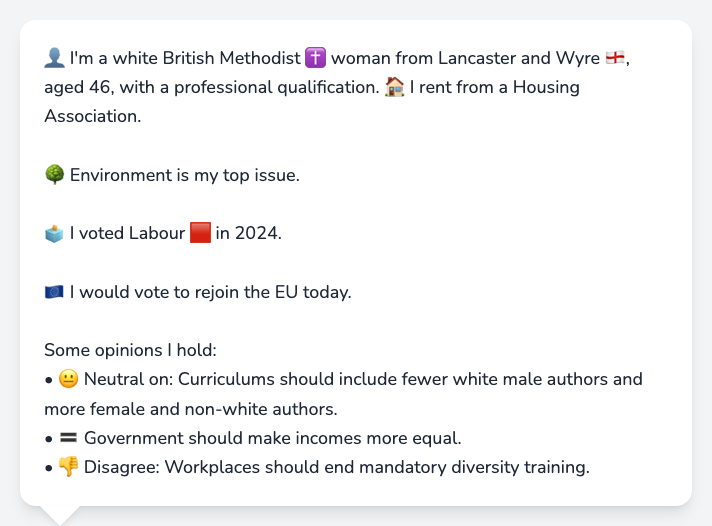 👤 I'm a white British Methodist ✝️ woman from Lancaster and Wyre 🏴󠁧󠁢󠁥󠁮󠁧󠁿,
aged 46, with a professional qualification. 🏠 I rent from a Housing
Association.
🌳 Environment is my top issue.
🗳️ I voted Labour 🟥 in 2024.
🇪🇺 I would vote to rejoin the EU today.
Some opinions I hold:
• 😐 Neutral on: Curriculums should include fewer white male authors and
more female and non-white authors.
• 🟰 Government should make incomes more equal.
• 👎 Disagree: Workplaces should end mandatory diversity training.